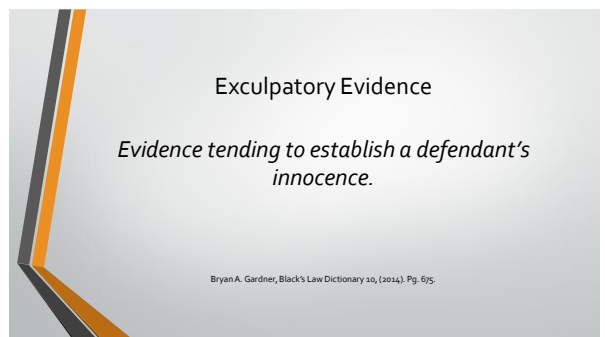 Exculpatory Evidence
Evidence tending to establish a defendant's
innocence.
Bryan A. Gardner, Black's Law Dictionary 10, (2014). Pg. 675.